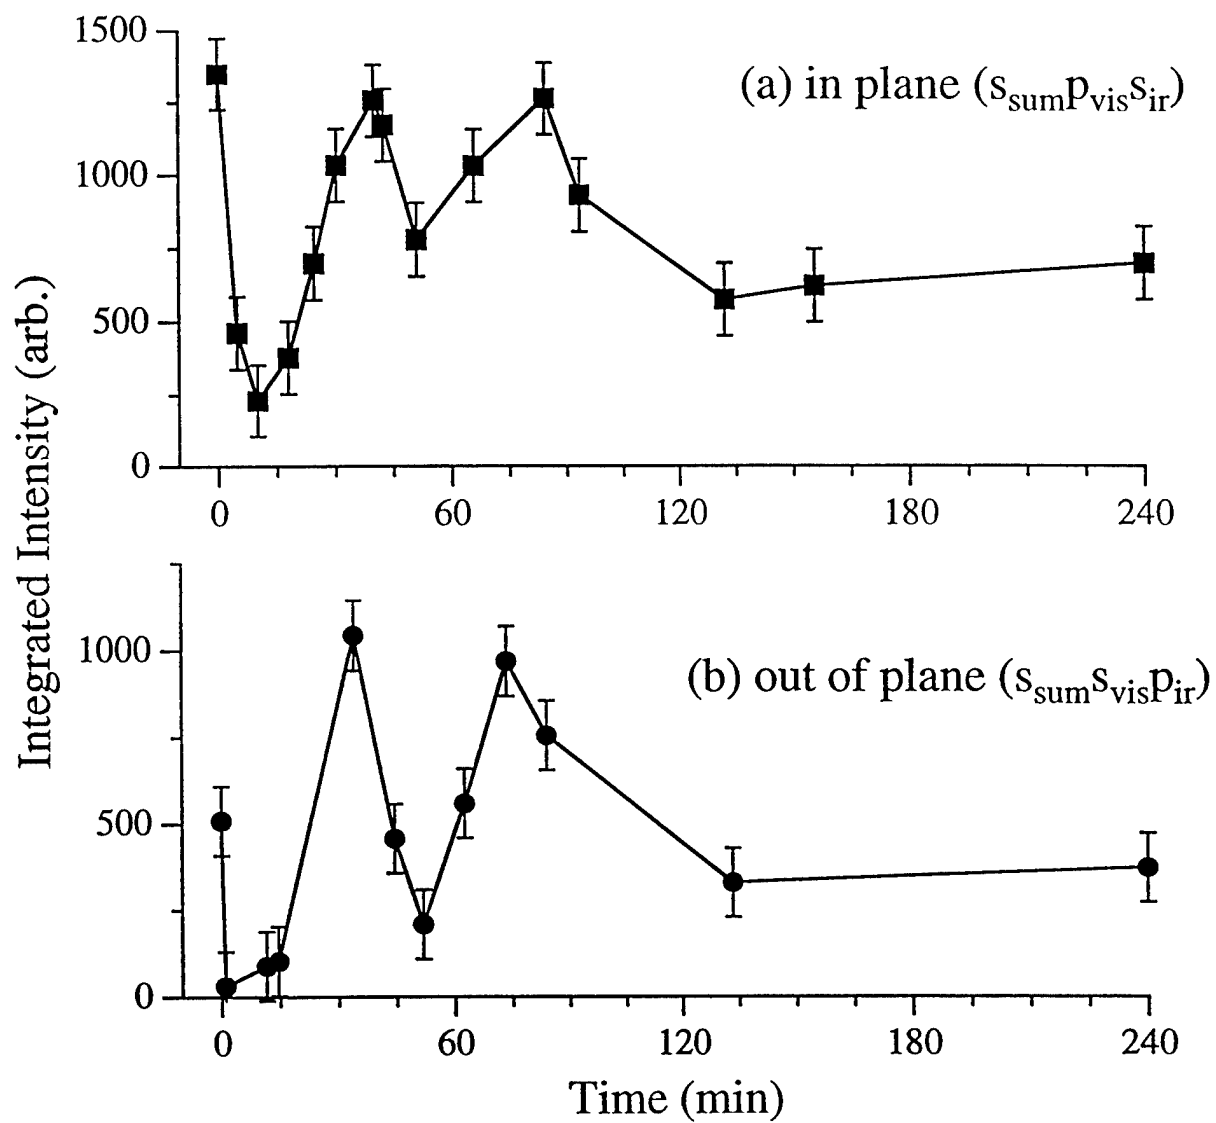 1500
(a) in plane (s_sum p_vis s_ir)
1000
500
0
0 60 120 180 240
Integrated Intensity (arb.)
1000
(b) out of plane (s_sum s_vis p_ir)
500
0
0 60 120 180 240
Time (min)